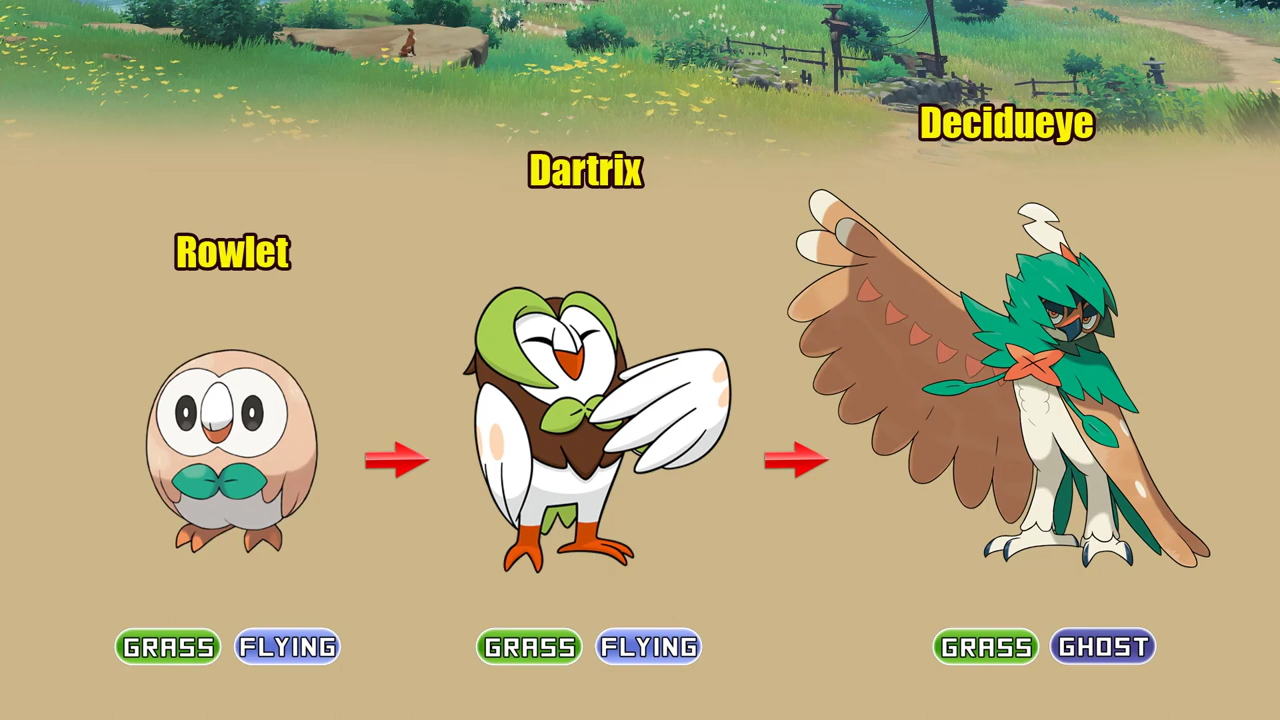 Rowlet
Dartrix
Decidueye
GRASS FLYING
GRASS FLYING
GRASS GHOST